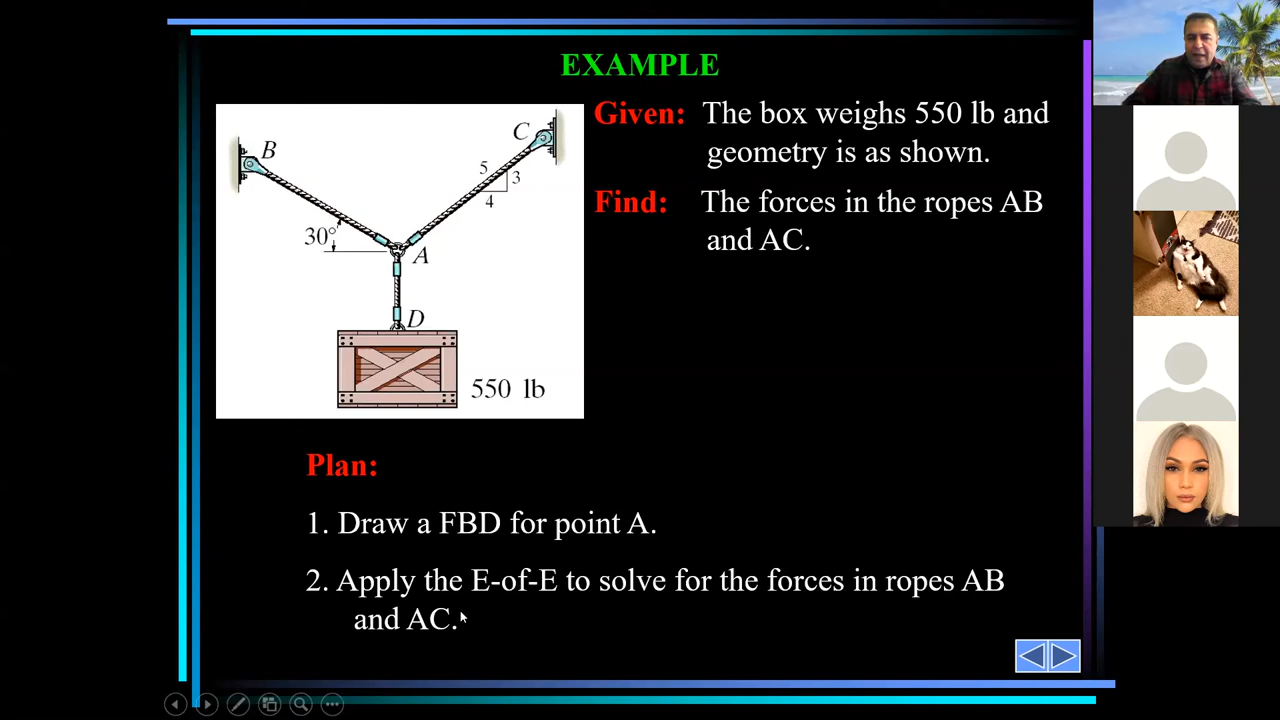 EXAMPLE
Given: The box weighs 550 lb and
geometry is as shown.
Find: The forces in the ropes AB
and AC.
B
C
5
3
4
30°
A
D
550 lb
Plan:
1. Draw a FBD for point A.
2. Apply the E-of-E to solve for the forces in ropes AB
and AC.